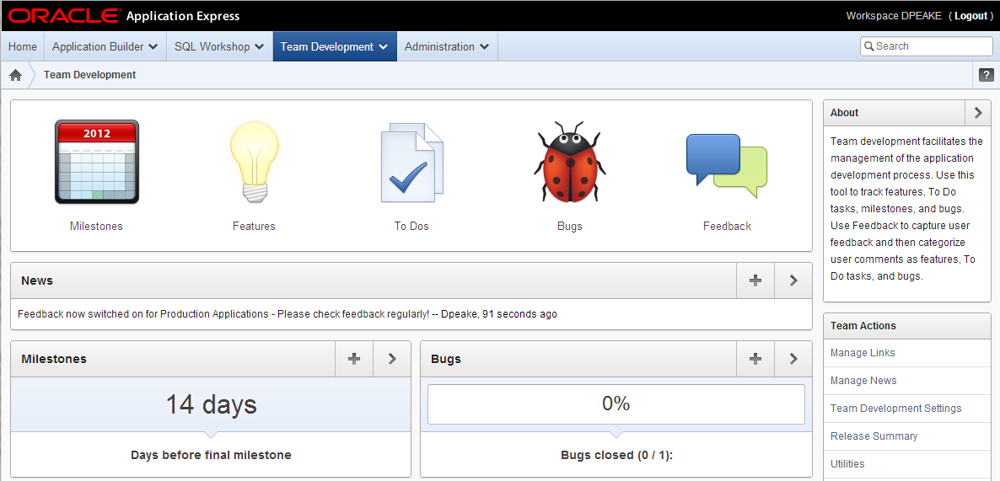 ORACLE Application Express
Workspace DPEAKE ( Logout )
Home Application Builder SQL Workshop Team Development Administration Search
Team Development ?
2012
Milestones Features To Dos Bugs Feedback
About
Team development facilitates the
management of the application
development process. Use this
tool to track features, To Do
tasks, milestones, and bugs.
Use Feedback to capture user
feedback and then categorize
user comments as features, To
Do tasks, and bugs.
News
Feedback now switched on for Production Applications - Please check feedback regularly! -- Dpeake, 91 seconds ago
Milestones
14 days
Days before final milestone
Bugs
0%
Bugs closed (0 / 1):
Team Actions
Manage Links
Manage News
Team Development Settings
Release Summary
Utilities